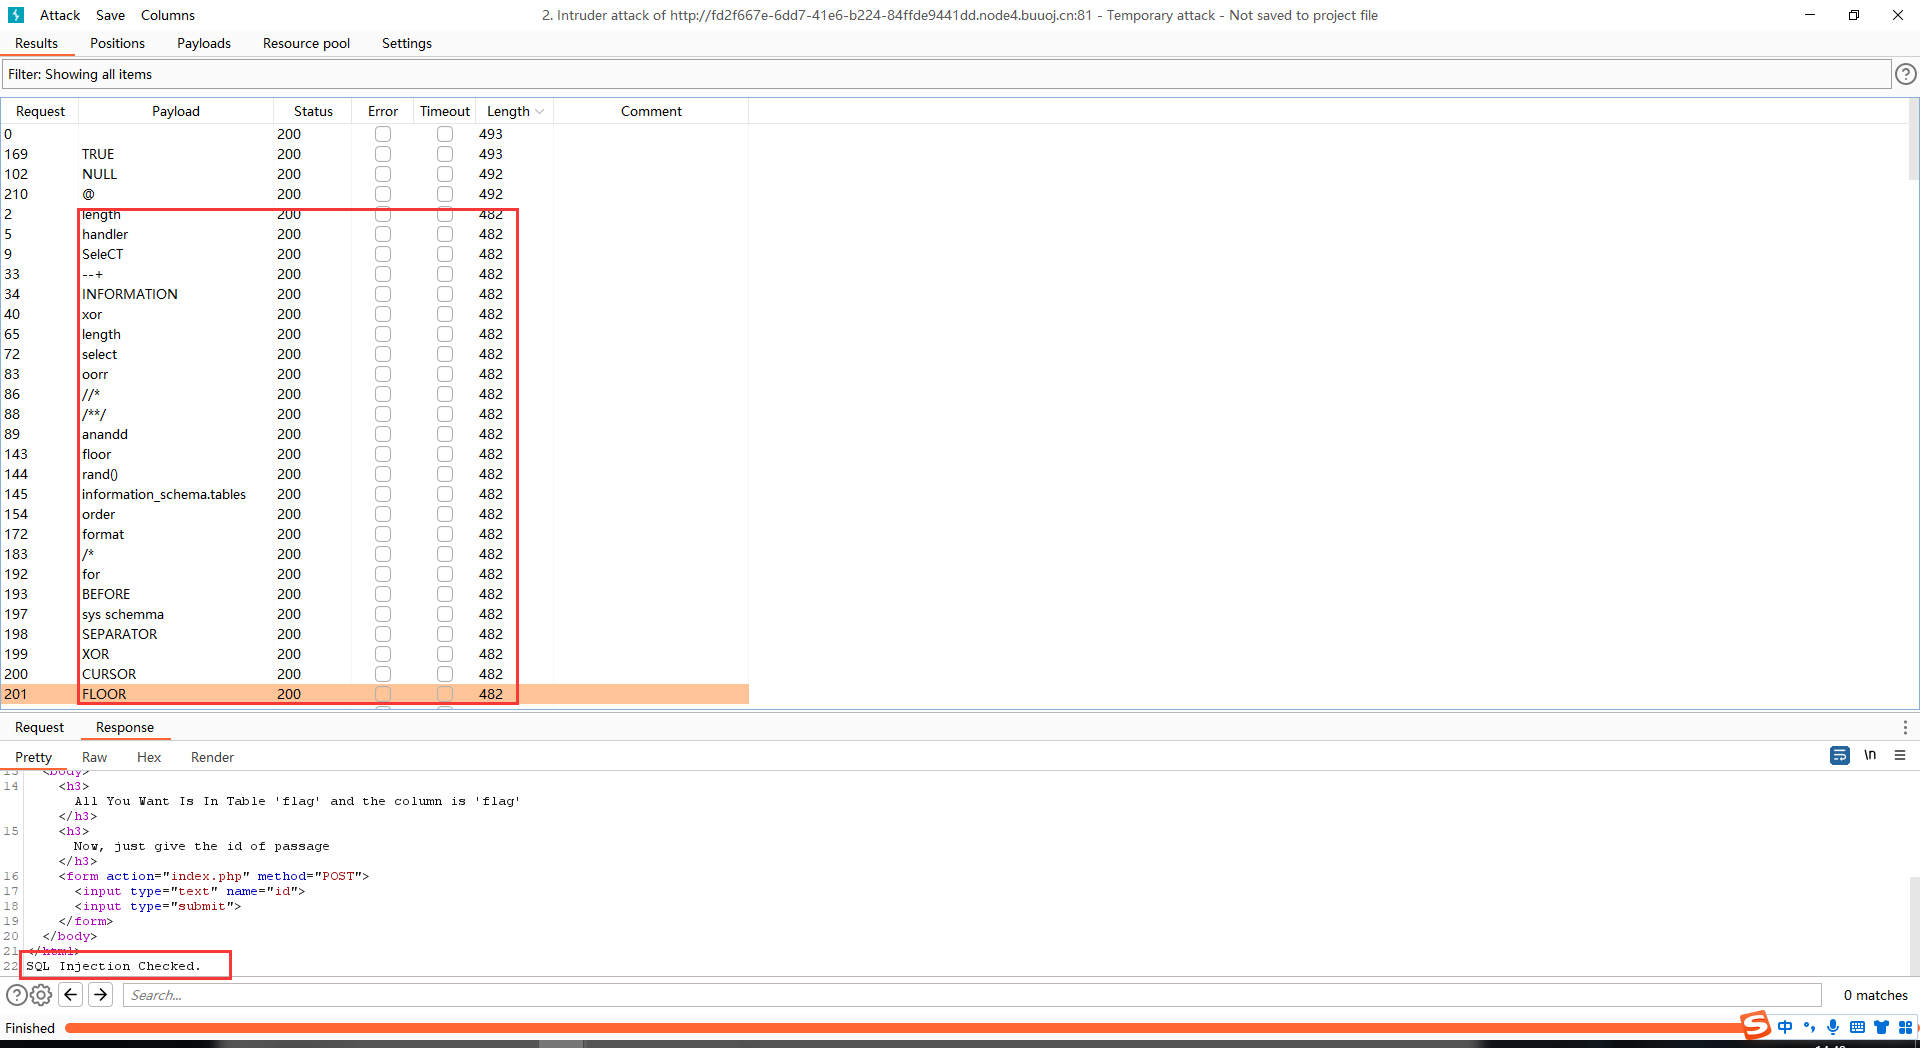 Attack Save Columns 2. Intruder attack of http://fd2f667e-6dd7-41e6-b224-84ffde9441dd.node4.buuoj.cn:81 - Temporary attack - Not saved to project file
Results Positions Payloads Resource pool Settings
Filter: Showing all items
Request Payload Status Error Timeout Length Comment
0 200 493
169 TRUE 200 493
102 NULL 200 492
210 @ 200 492
2 length 200 482
5 handler 200 482
9 SeleCT 200 482
33 --+ 200 482
34 INFORMATION 200 482
40 xor 200 482
65 length 200 482
72 select 200 482
83 oorr 200 482
86 //* 200 482
88 /**/ 200 482
89 anandd 200 482
143 floor 200 482
144 rand() 200 482
145 information_schema.tables 200 482
154 order 200 482
172 format 200 482
183 /* 200 482
192 for 200 482
193 BEFORE 200 482
197 sys schemma 200 482
198 SEPARATOR 200 482
199 XOR 200 482
200 CURSOR 200 482
201 FLOOR 200 482
Request Response
Pretty Raw Hex Render \n
13 <body>
14 <h3>
All You Want Is In Table 'flag' and the column is 'flag'
</h3>
15 <h3>
Now, just give the id of passage
</h3>
16 <form action="index.php" method="POST">
17 <input type="text" name="id">
18 <input type="submit">
19 </form>
20 </body>
21 </html>
22 SQL Injection Checked.
Search... 0 matches
Finished 中